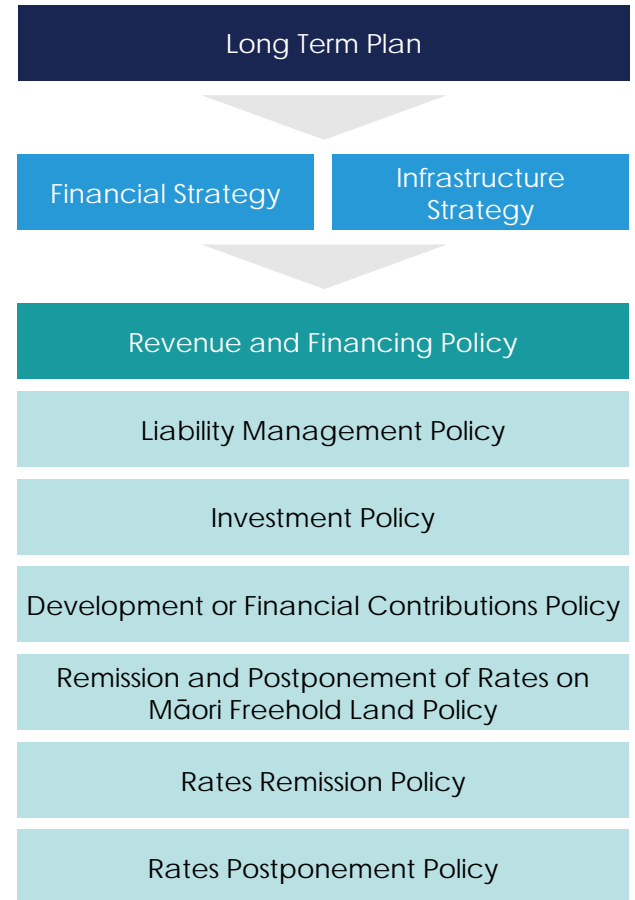 Long Term Plan
Financial Strategy
Infrastructure
Strategy
Revenue and Financing Policy
Liability Management Policy
Investment Policy
Development or Financial Contributions Policy
Remission and Postponement of Rates on
Māori Freehold Land Policy
Rates Remission Policy
Rates Postponement Policy